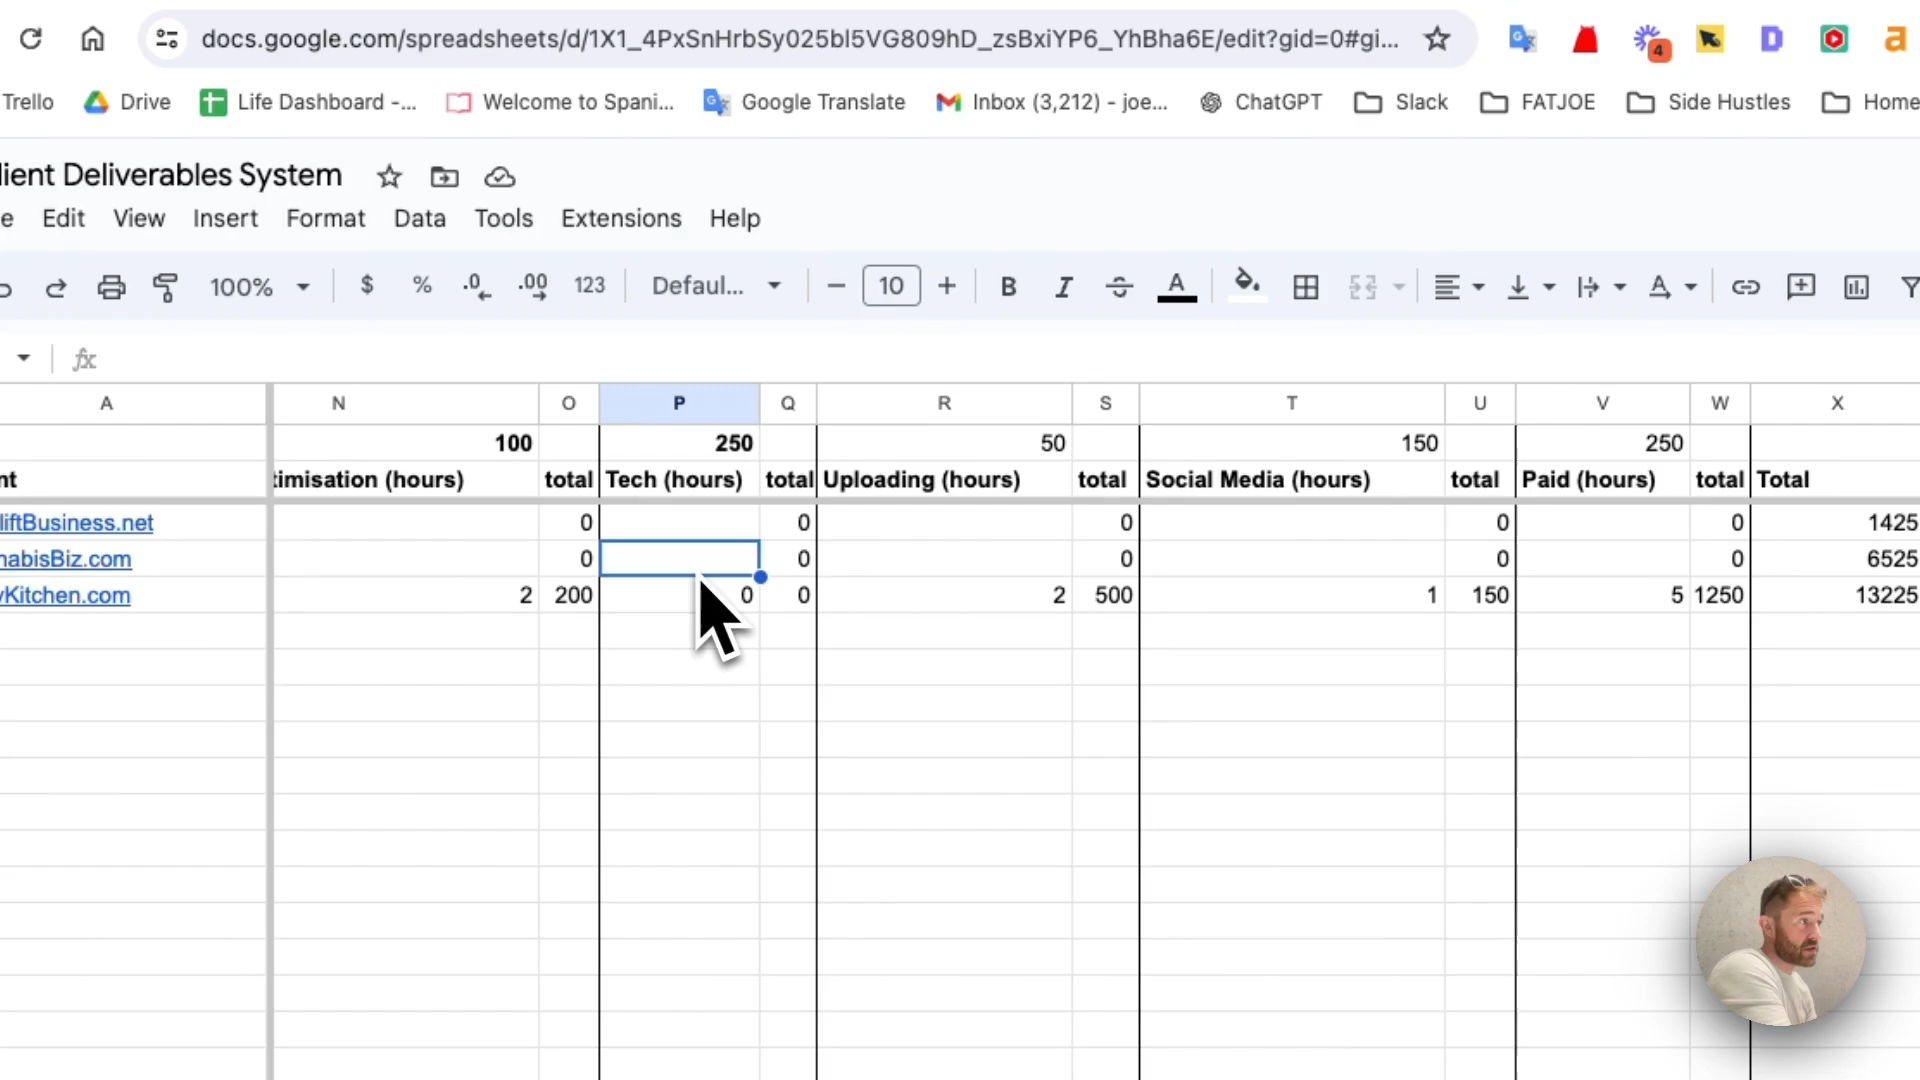 docs.google.com/spreadsheets/d/1X1_4PxSnHrbSy025bl5VG809hD_zsBxiYP6_YhBha6E/edit?gid=0#gi...
4
Trello Drive Life Dashboard -... Welcome to Spani... Google Translate Inbox (3,212) - joe... ChatGPT Slack FATJOE Side Hustles Home
lient Deliverables System
e Edit View Insert Format Data Tools Extensions Help
100% $ % .0 .00 123 Defaul... 10 B I A
fx
A N O P Q R S T U V W X
100 250 50 150 250
nt timisation (hours) total Tech (hours) total Uploading (hours) total Social Media (hours) total Paid (hours) total Total
liftBusiness.net 0 0 0 0 0 1425
nabisBiz.com 0 0 0 0 0 6525
yKitchen.com 2 200 0 0 2 500 1 150 5 1250 13225